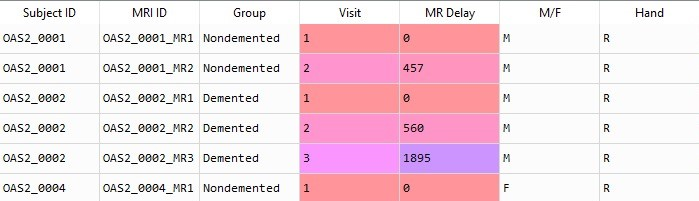 Subject ID MRI ID Group Visit MR Delay M/F Hand
OAS2_0001 OAS2_0001_MR1 Nondemented 1 0 M R
OAS2_0001 OAS2_0001_MR2 Nondemented 2 457 M R
OAS2_0002 OAS2_0002_MR1 Demented 1 0 M R
OAS2_0002 OAS2_0002_MR2 Demented 2 560 M R
OAS2_0002 OAS2_0002_MR3 Demented 3 1895 M R
OAS2_0004 OAS2_0004_MR1 Nondemented 1 0 F R